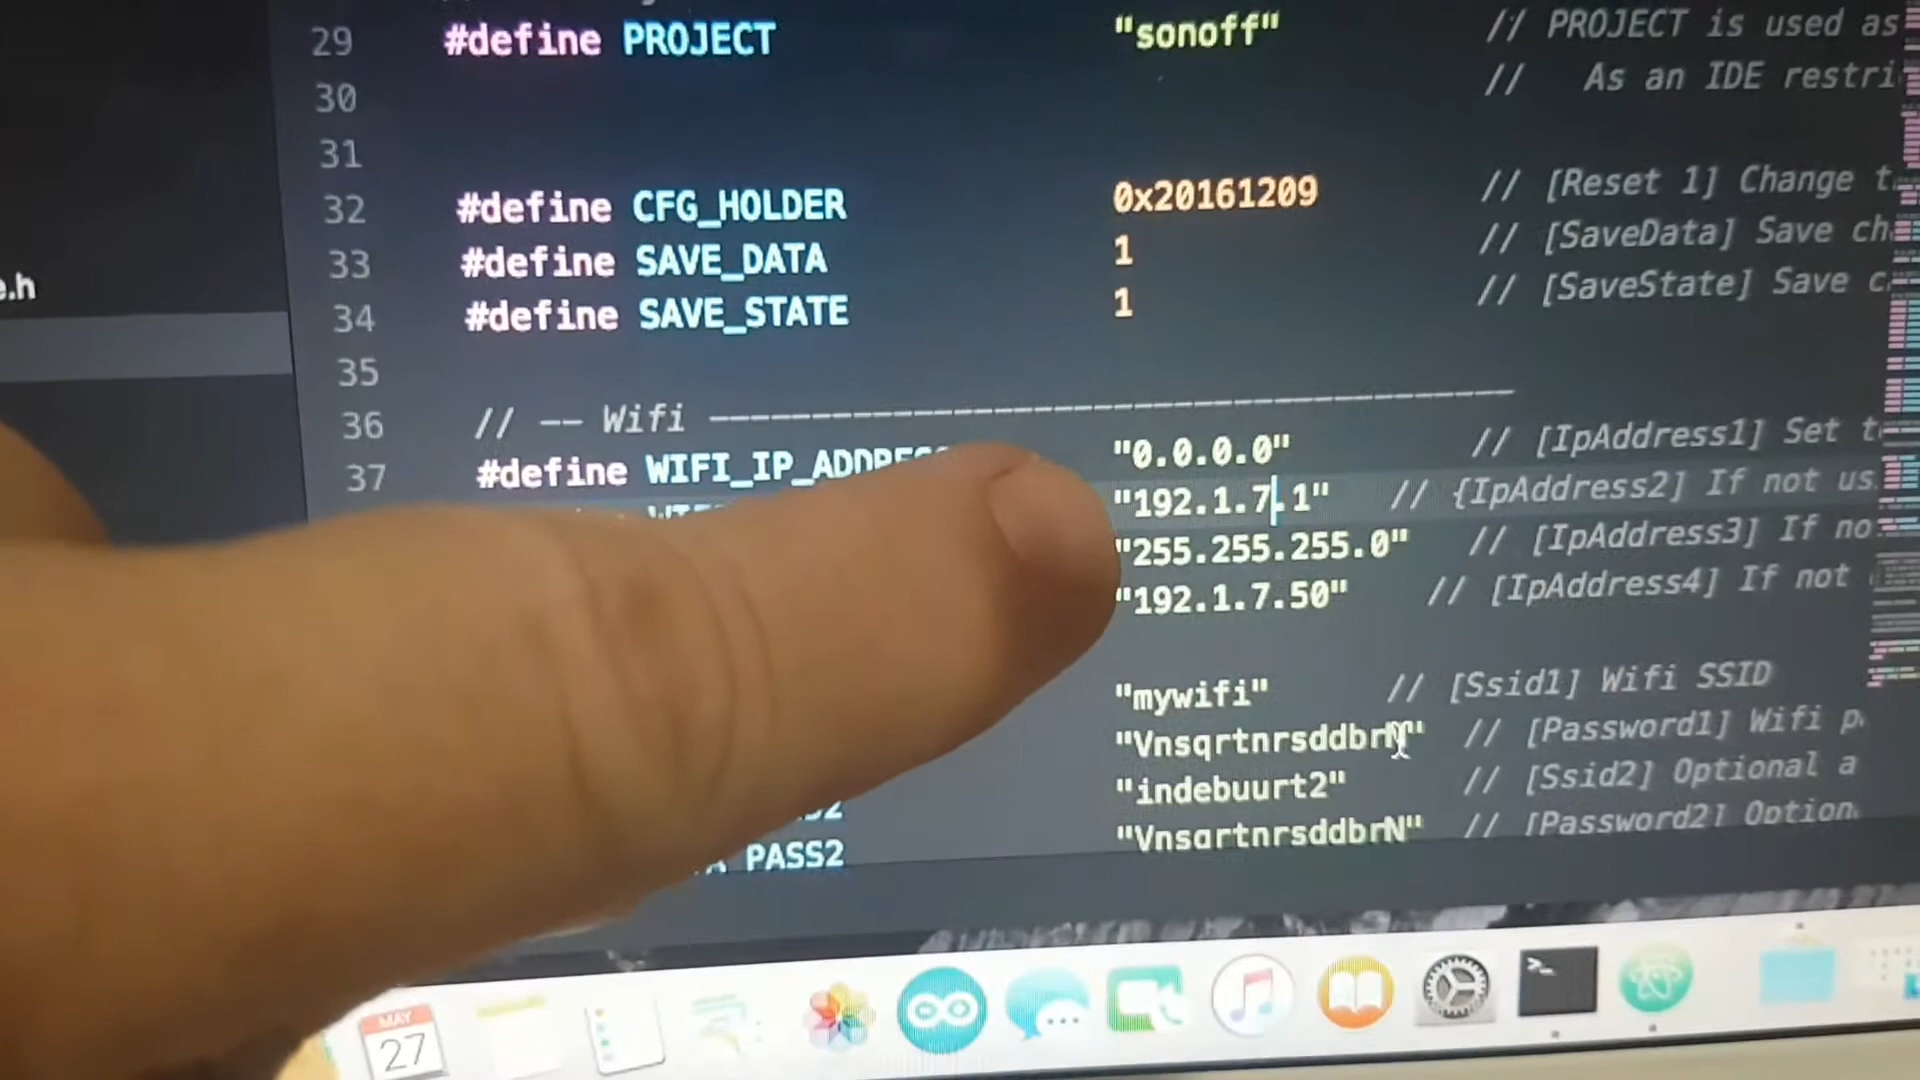 29 #define PROJECT "sonoff" // PROJECT is used as
30 // As an IDE restri
31
32 #define CFG_HOLDER 0x20161209 // [Reset 1] Change t
33 #define SAVE_DATA 1 // [SaveData] Save ch
34 #define SAVE_STATE 1 // [SaveState] Save c
e.h
35
36 // -- Wifi ------------------------------------------------
37 #define WIFI_IP_ADDRESS "0.0.0.0" // [IpAddress1] Set t
"192.1.7.1" // {IpAddress2] If not us
"255.255.255.0" // [IpAddress3] If no
"192.1.7.50" // [IpAddress4] If not
"mywifi" // [Ssid1] Wifi SSID
"VnsqrtnrsddbrN" // [Password1] Wifi p
"indebuurt2" // [Ssid2] Optional a
PASS2 "VnsqrtnrsddbrN" // [Password2] Option
MAY
27